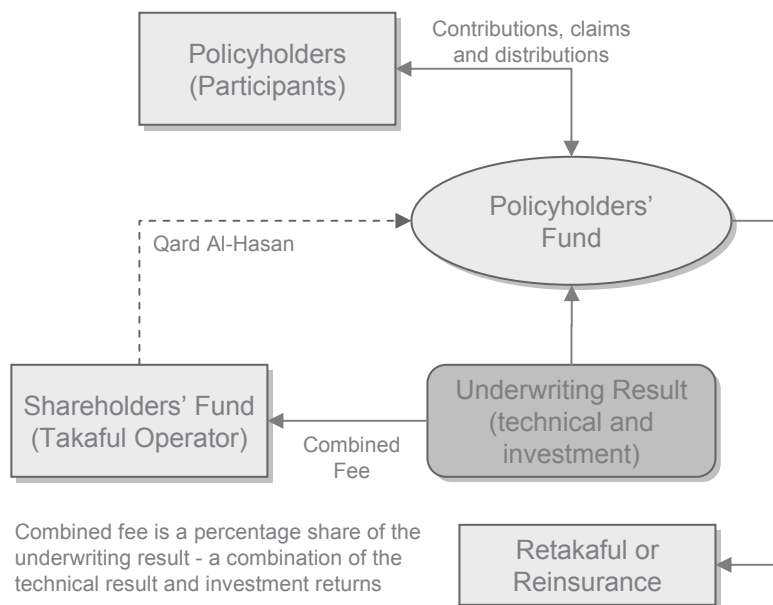 Contributions, claims
and distributions
Policyholders
(Participants)
Policyholders’
Fund
Qard Al-Hasan
Shareholders’ Fund
(Takaful Operator)
Combined
Fee
Underwriting Result
(technical and
investment)
Combined fee is a percentage share of the
underwriting result - a combination of the
technical result and investment returns
Retakaful or
Reinsurance